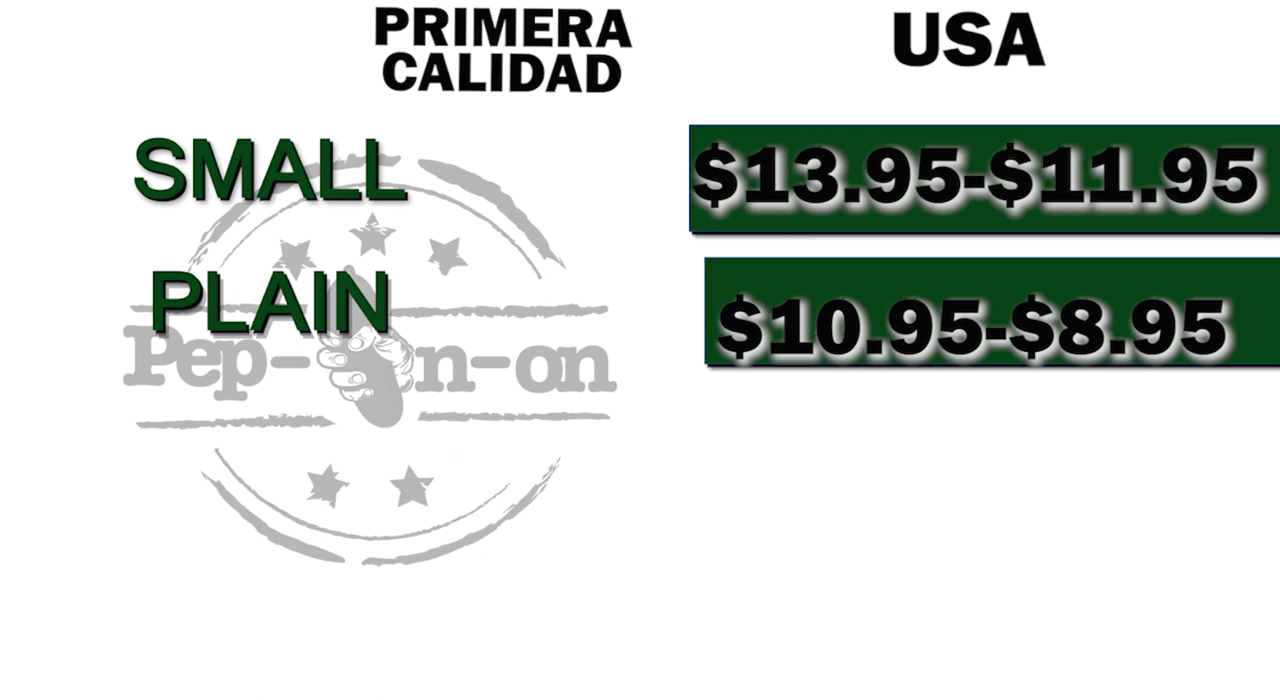 PRIMERA
CALIDAD
USA
SMALL
$13.95-$11.95
PLAIN
$10.95-$8.95
Pep- n-on